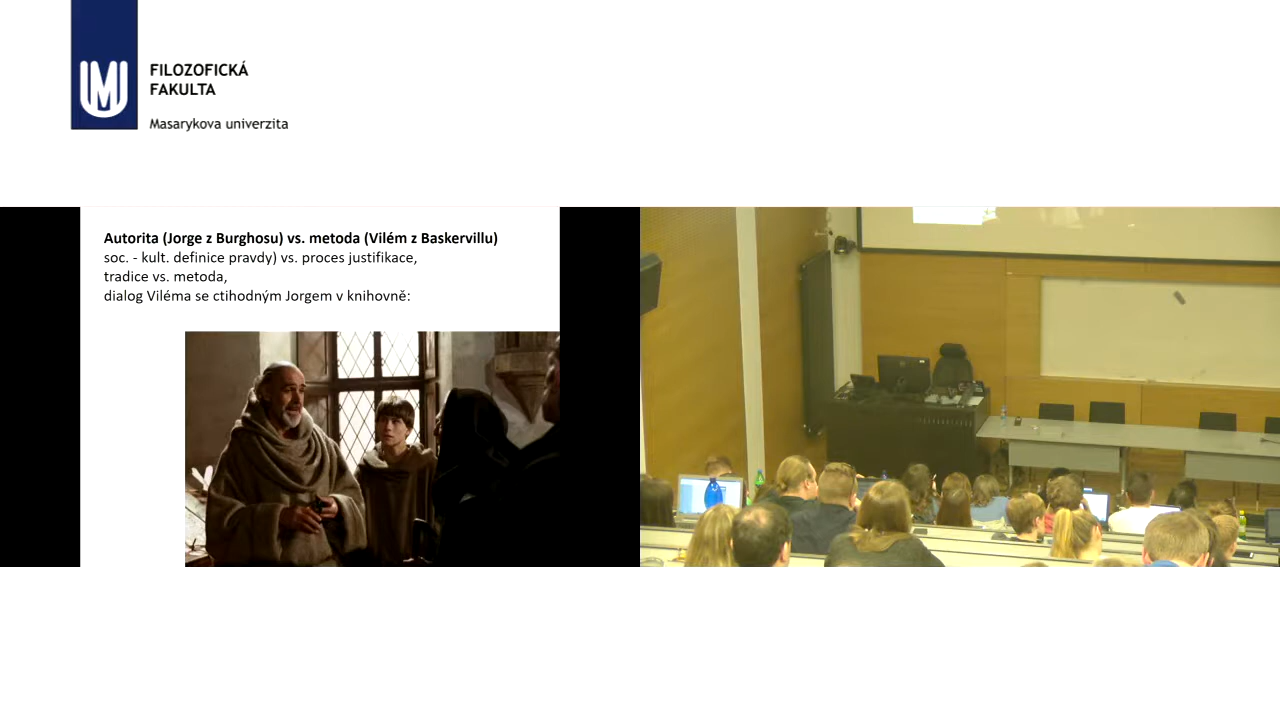 FILOZOFICKÁ
FAKULTA
Masarykova univerzita
Autorita (Jorge z Burghosu) vs. metoda (Vilém z Baskervillu)
soc. - kult. definice pravdy) vs. proces justifikace,
tradice vs. metoda,
dialog Viléma se ctihodným Jorgem v knihovně: